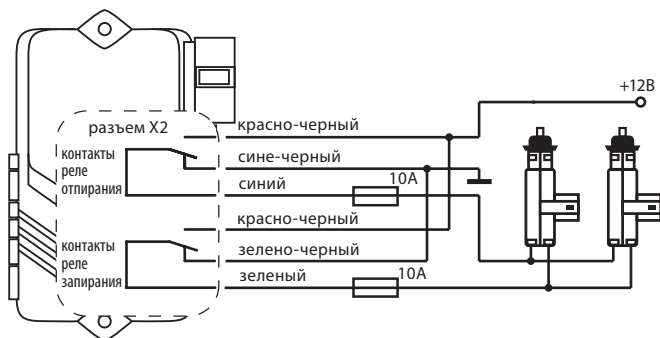 +12В
разъем X2
красно-черный
контакты
реле
отпирания
сине-черный
синий
10А
красно-черный
контакты
реле
запирания
зелено-черный
зеленый
10А